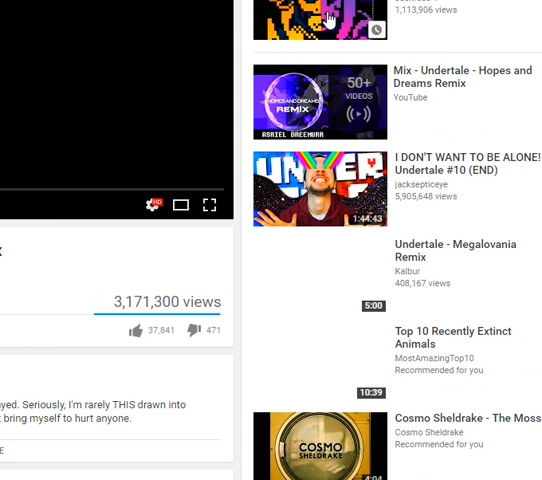 1,113,906 views
Mix - Undertale - Hopes and
Dreams Remix
YouTube
50+
VIDEOS
HOPES AND DREAMS
REMIX
ASRIEL DREEMURR
I DON'T WANT TO BE ALONE!
Undertale #10 (END)
jacksepticeye
5,905,648 views
1:44:43
HD
Undertale - Megalovania
Remix
Kalbur
408,167 views
5:00
3,171,300 views
37,841
471
Top 10 Recently Extinct
Animals
MostAmazingTop10
Recommended for you
10:39
ayed. Seriously, I'm rarely THIS drawn into
bring myself to hurt anyone.
E
Cosmo Sheldrake - The Moss
Cosmo Sheldrake
Recommended for you
COSMO
SHELDRAKE
4:04